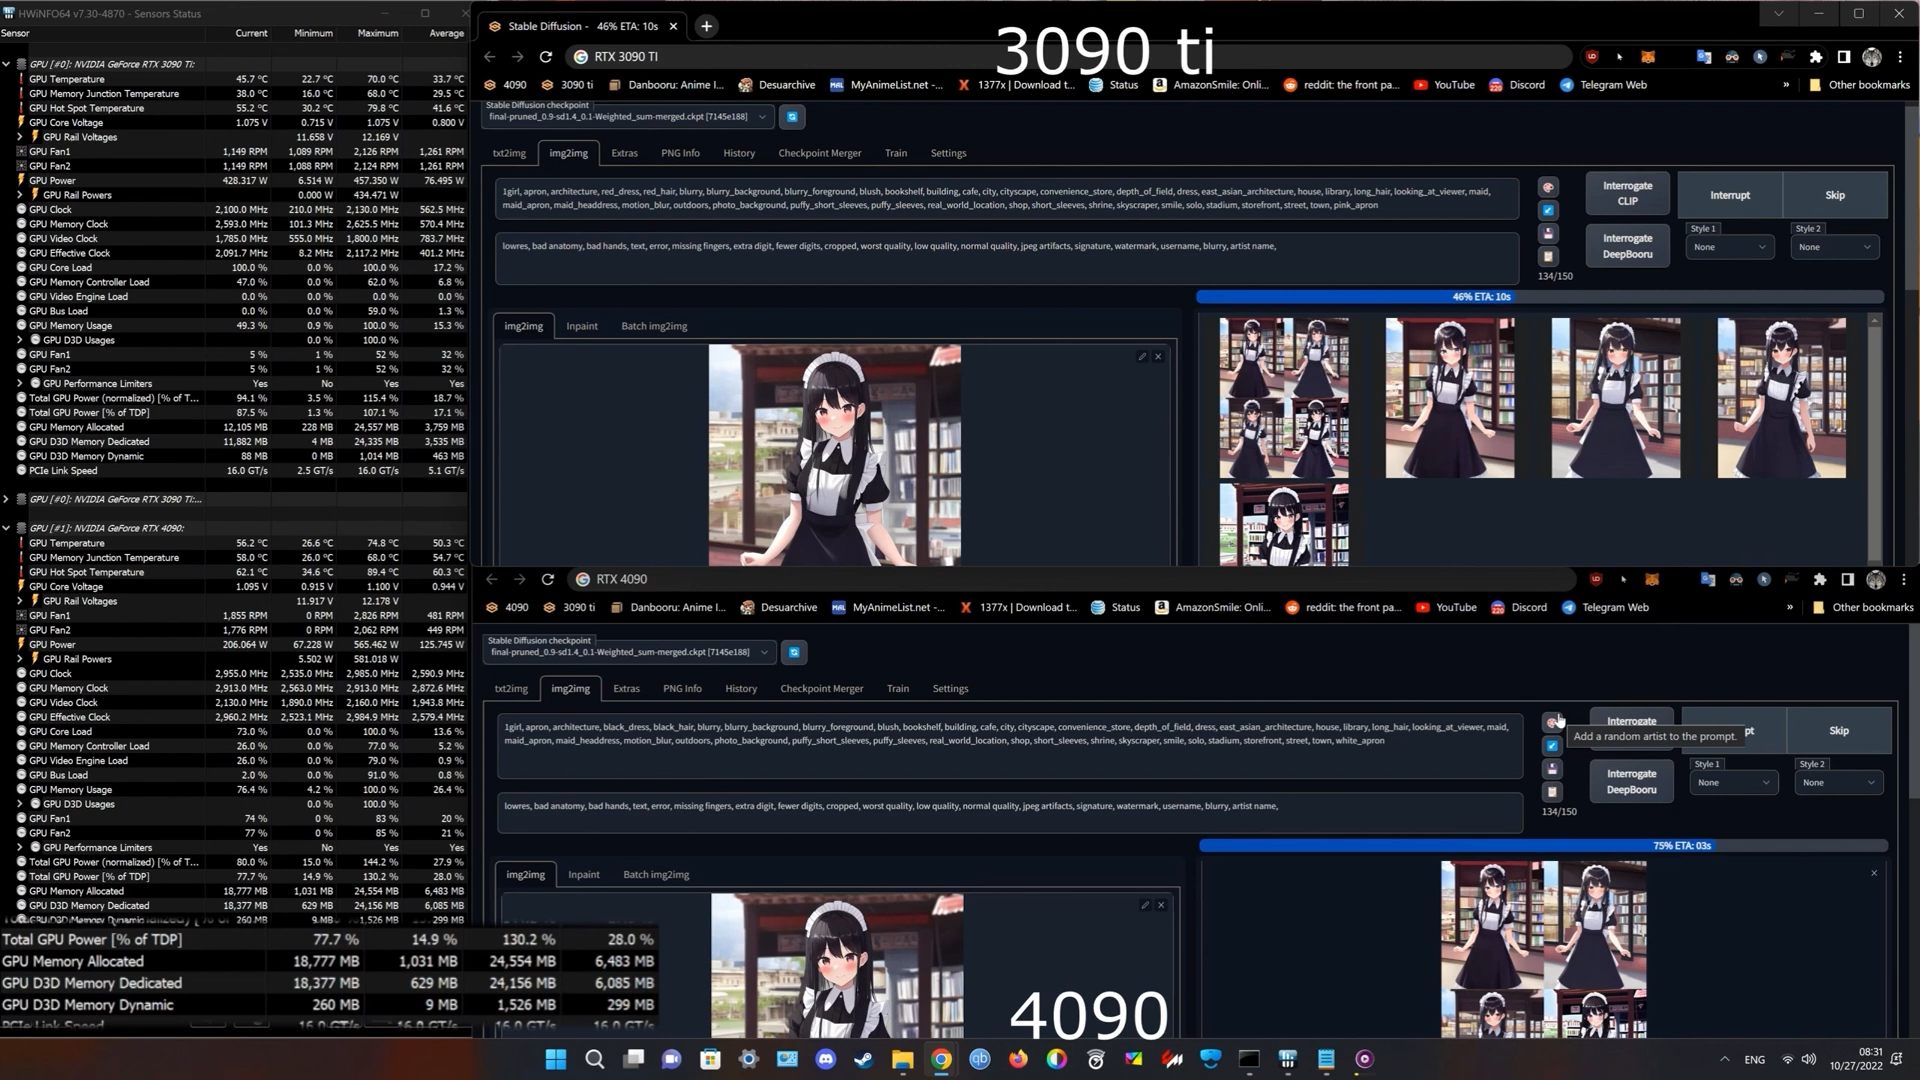 HWiNFO64 v7.30-4870 - Sensors Status
Sensor Current Minimum Maximum Average
GPU [#0]: NVIDIA GeForce RTX 3090 Ti:
GPU Temperature 45.7 °C 22.7 °C 70.0 °C 33.7 °C
GPU Memory Junction Temperature 38.0 °C 16.0 °C 68.0 °C 29.5 °C
GPU Hot Spot Temperature 55.2 °C 30.2 °C 79.8 °C 41.6 °C
GPU Core Voltage 1.075 V 0.715 V 1.075 V 0.800 V
GPU Rail Voltages 11.658 V 12.169 V
GPU Fan1 1,149 RPM 1,089 RPM 2,126 RPM 1,261 RPM
GPU Fan2 1,149 RPM 1,088 RPM 2,124 RPM 1,261 RPM
GPU Power 428.317 W 6.514 W 457.350 W 76.495 W
GPU Rail Powers 0.000 W 434.471 W
GPU Clock 2,100.0 MHz 210.0 MHz 2,130.0 MHz 562.5 MHz
GPU Memory Clock 2,593.0 MHz 101.3 MHz 2,625.5 MHz 570.4 MHz
GPU Video Clock 1,785.0 MHz 555.0 MHz 1,800.0 MHz 783.7 MHz
GPU Effective Clock 2,091.7 MHz 8.2 MHz 2,117.2 MHz 401.2 MHz
GPU Core Load 100.0 % 0.0 % 100.0 % 17.2 %
GPU Memory Controller Load 47.0 % 0.0 % 62.0 % 6.8 %
GPU Video Engine Load 0.0 % 0.0 % 0.0 % 0.0 %
GPU Bus Load 0.0 % 0.0 % 59.0 % 1.3 %
GPU Memory Usage 49.3 % 0.9 % 100.0 % 15.3 %
GPU D3D Usages 0.0 % 100.0 %
GPU Fan1 5 % 1 % 52 % 32 %
GPU Fan2 5 % 1 % 52 % 32 %
GPU Performance Limiters Yes No Yes Yes
Total GPU Power (normalized) [% of T... 94.1 % 3.5 % 115.4 % 18.7 %
Total GPU Power [% of TDP] 87.5 % 1.3 % 107.1 % 17.1 %
GPU Memory Allocated 12,105 MB 228 MB 24,557 MB 3,759 MB
GPU D3D Memory Dedicated 11,882 MB 4 MB 24,335 MB 3,535 MB
GPU D3D Memory Dynamic 88 MB 0 MB 1,014 MB 463 MB
PCIe Link Speed 16.0 GT/s 2.5 GT/s 16.0 GT/s 5.1 GT/s
GPU [#0]: NVIDIA GeForce RTX 3090 Ti:...
GPU [#1]: NVIDIA GeForce RTX 4090:
GPU Temperature 56.2 °C 26.6 °C 74.8 °C 50.3 °C
GPU Memory Junction Temperature 58.0 °C 26.0 °C 68.0 °C 54.7 °C
GPU Hot Spot Temperature 62.1 °C 34.6 °C 89.4 °C 60.3 °C
GPU Core Voltage 1.095 V 0.915 V 1.100 V 0.944 V
GPU Rail Voltages 11.917 V 12.178 V
GPU Fan1 1,855 RPM 0 RPM 2,826 RPM 481 RPM
GPU Fan2 1,776 RPM 0 RPM 2,062 RPM 449 RPM
GPU Power 206.064 W 67.228 W 565.462 W 125.745 W
GPU Rail Powers 5.502 W 581.018 W
GPU Clock 2,955.0 MHz 2,535.0 MHz 2,985.0 MHz 2,590.9 MHz
GPU Memory Clock 2,913.0 MHz 2,563.0 MHz 2,913.0 MHz 2,872.6 MHz
GPU Video Clock 2,130.0 MHz 1,890.0 MHz 2,160.0 MHz 1,943.8 MHz
GPU Effective Clock 2,960.2 MHz 2,523.1 MHz 2,984.9 MHz 2,579.4 MHz
GPU Core Load 73.0 % 0.0 % 100.0 % 13.6 %
GPU Memory Controller Load 26.0 % 0.0 % 77.0 % 5.2 %
GPU Video Engine Load 26.0 % 0.0 % 79.0 % 0.9 %
GPU Bus Load 2.0 % 0.0 % 91.0 % 0.8 %
GPU Memory Usage 76.4 % 4.2 % 100.0 % 26.4 %
GPU D3D Usages 0.0 % 100.0 %
GPU Fan1 74 % 0 % 83 % 20 %
GPU Fan2 77 % 0 % 85 % 21 %
GPU Performance Limiters Yes No Yes Yes
Total GPU Power (normalized) [% of T... 80.0 % 15.0 % 144.2 % 27.9 %
Total GPU Power [% of TDP] 77.7 % 14.9 % 130.2 % 28.0 %
GPU Memory Allocated 18,777 MB 1,031 MB 24,554 MB 6,483 MB
GPU D3D Memory Dedicated 18,377 MB 629 MB 24,156 MB 6,085 MB
GPU D3D Memory Dynamic 260 MB 9 MB 1,526 MB 299 MB
Total GPU Power [% of TDP] 77.7 % 14.9 % 130.2 % 28.0 %
GPU Memory Allocated 18,777 MB 1,031 MB 24,554 MB 6,483 MB
GPU D3D Memory Dedicated 18,377 MB 629 MB 24,156 MB 6,085 MB
GPU D3D Memory Dynamic 260 MB 9 MB 1,526 MB 299 MB
PCIe Link Speed 16.0 GT/s 16.0 GT/s 16.0 GT/s
Stable Diffusion - 46% ETA: 10s
3090 ti
RTX 3090 TI
4090 3090 ti Danbooru: Anime I... Desuarchive MyAnimeList.net -... 1377x | Download t... Status AmazonSmile: Onli... reddit: the front pa... YouTube Discord Telegram Web » Other bookmarks
Stable Diffusion checkpoint
final-pruned_0.9-sd1.4_0.1-Weighted_sum-merged.ckpt [7145e188]
txt2img img2img Extras PNG Info History Checkpoint Merger Train Settings
1girl, apron, architecture, red_dress, red_hair, blurry, blurry_background, blurry_foreground, blush, bookshelf, building, cafe, city, cityscape, convenience_store, depth_of_field, dress, east_asian_architecture, house, library, long_hair, looking_at_viewer, maid,
maid_apron, maid_headdress, motion_blur, outdoors, photo_background, puffy_short_sleeves, puffy_sleeves, real_world_location, shop, short_sleeves, shrine, skyscraper, smile, solo, stadium, storefront, street, town, pink_apron
Interrogate CLIP
Interrupt
Skip
Style 1
None
Style 2
None
lowres, bad anatomy, bad hands, text, error, missing fingers, extra digit, fewer digits, cropped, worst quality, low quality, normal quality, jpeg artifacts, signature, watermark, username, blurry, artist name,
Interrogate DeepBooru
134/150
46% ETA: 10s
img2img Inpaint Batch img2img
RTX 4090
4090 3090 ti Danbooru: Anime I... Desuarchive MyAnimeList.net -... 1377x | Download t... Status AmazonSmile: Onli... reddit: the front pa... YouTube Discord Telegram Web » Other bookmarks
Stable Diffusion checkpoint
final-pruned_0.9-sd1.4_0.1-Weighted_sum-merged.ckpt [7145e188]
txt2img img2img Extras PNG Info History Checkpoint Merger Train Settings
1girl, apron, architecture, black_dress, black_hair, blurry, blurry_background, blurry_foreground, blush, bookshelf, building, cafe, city, cityscape, convenience_store, depth_of_field, dress, east_asian_architecture, house, library, long_hair, looking_at_viewer, maid,
maid_apron, maid_headdress, motion_blur, outdoors, photo_background, puffy_short_sleeves, puffy_sleeves, real_world_location, shop, short_sleeves, shrine, skyscraper, smile, solo, stadium, storefront, street, town, white_apron
Interrogate
Add a random artist to the prompt.
pt
Skip
Style 1
None
Style 2
None
lowres, bad anatomy, bad hands, text, error, missing fingers, extra digit, fewer digits, cropped, worst quality, low quality, normal quality, jpeg artifacts, signature, watermark, username, blurry, artist name,
Interrogate DeepBooru
134/150
75% ETA: 03s
img2img Inpaint Batch img2img
4090
ENG
08:31
10/27/2022